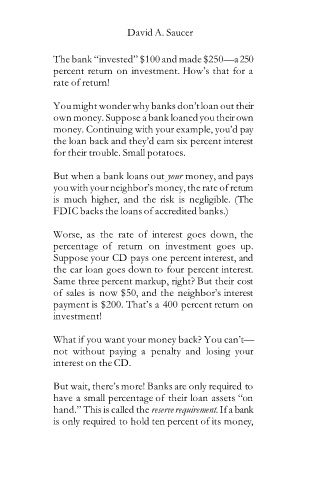 David A. Saucer
The bank “invested” $100 and made $250—a 250
percent return on investment. How’s that for a
rate of return!
You might wonder why banks don’t loan out their
own money. Suppose a bank loaned you their own
money. Continuing with your example, you’d pay
the loan back and they’d earn six percent interest
for their trouble. Small potatoes.
But when a bank loans out your money, and pays
you with your neighbor’s money, the rate of return
is much higher, and the risk is negligible. (The
FDIC backs the loans of accredited banks.)
Worse, as the rate of interest goes down, the
percentage of return on investment goes up.
Suppose your CD pays one percent interest, and
the car loan goes down to four percent interest.
Same three percent markup, right? But their cost
of sales is now $50, and the neighbor’s interest
payment is $200. That’s a 400 percent return on
investment!
What if you want your money back? You can’t—
not without paying a penalty and losing your
interest on the CD.
But wait, there’s more! Banks are only required to
have a small percentage of their loan assets “on
hand.” This is called the reserve requirement. If a bank
is only required to hold ten percent of its money,